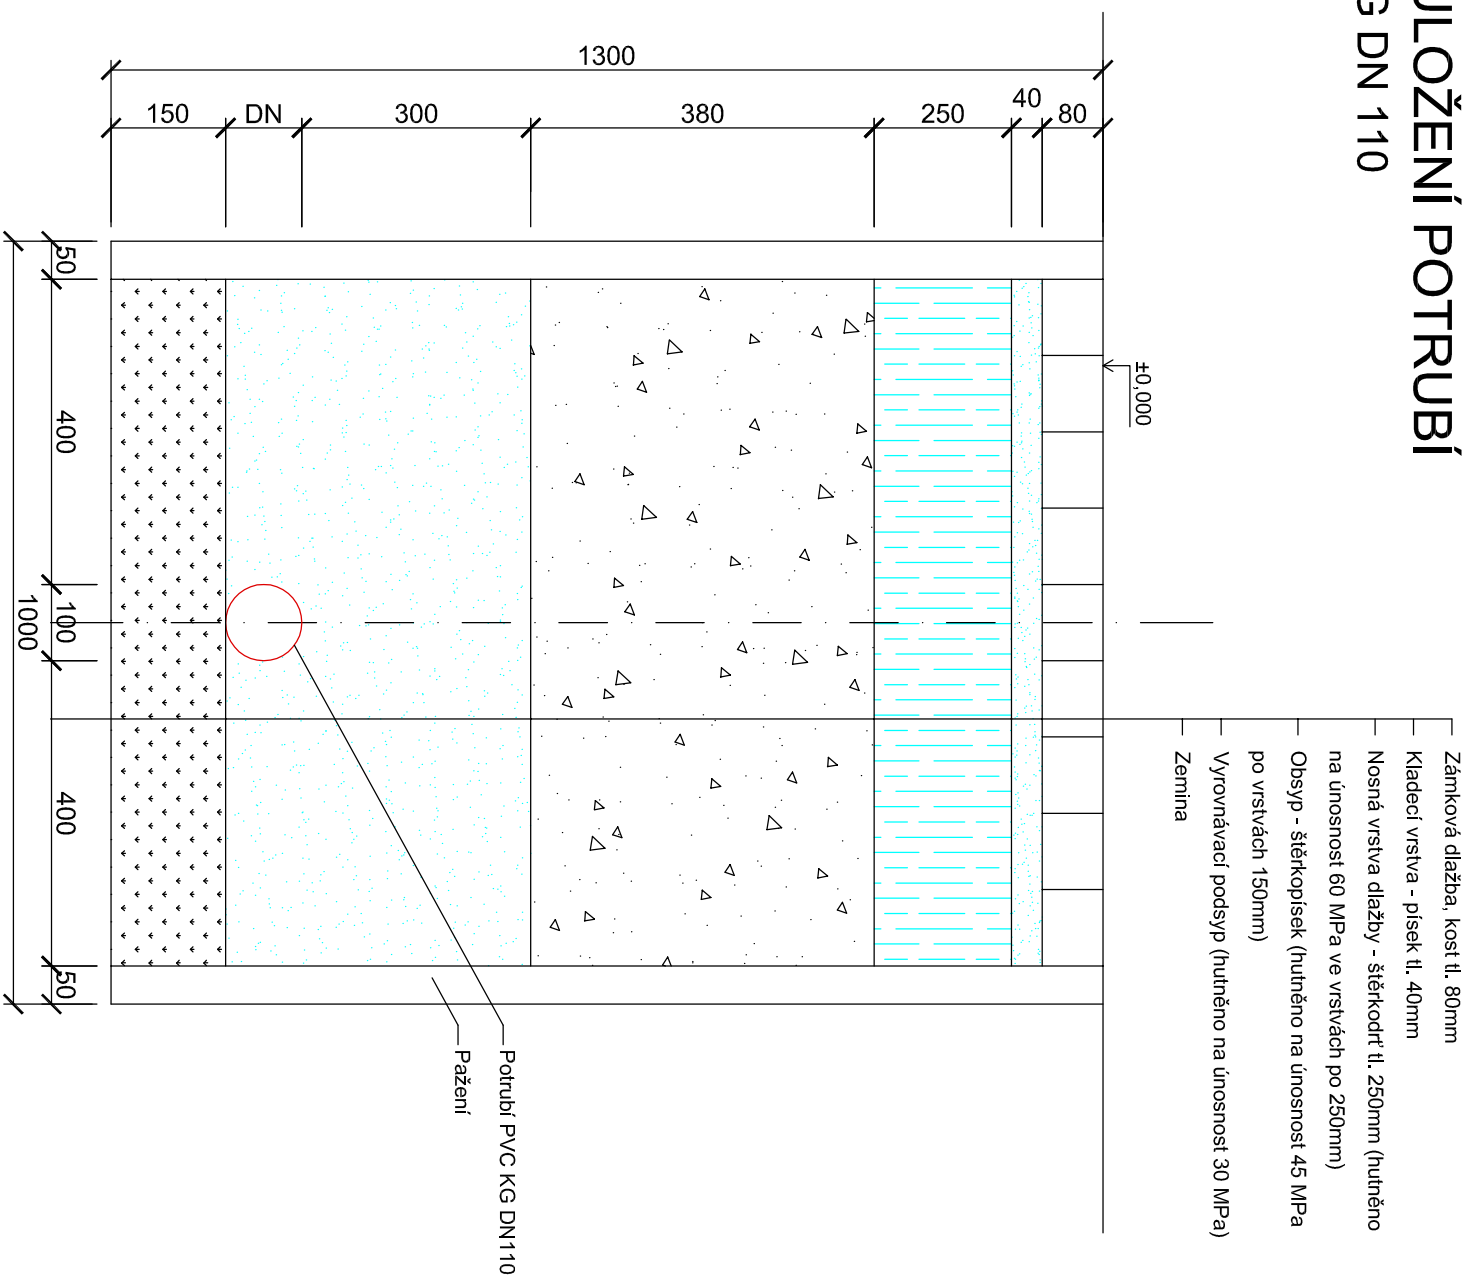 ULOŽENÍ POTRUBÍ
G DN 110
Zámková dlažba, kost tl. 80mm
Kladecí vrstva - písek tl. 40mm
Nosná vrstva dlažby - štěrkodrť tl. 250mm (hutněno
na únosnost 60 MPa ve vrstvách po 250mm)
Obsyp - štěrkopísek (hutněno na únosnost 45 MPa
po vrstvách 150mm)
Vyrovnávací podsyp (hutněno na únosnost 30 MPa)
Zemina
±0,000
80
40
250
380
300
DN
150
1300
Potrubí PVC KG DN110
Pažení
50
400
100
400
50
1000